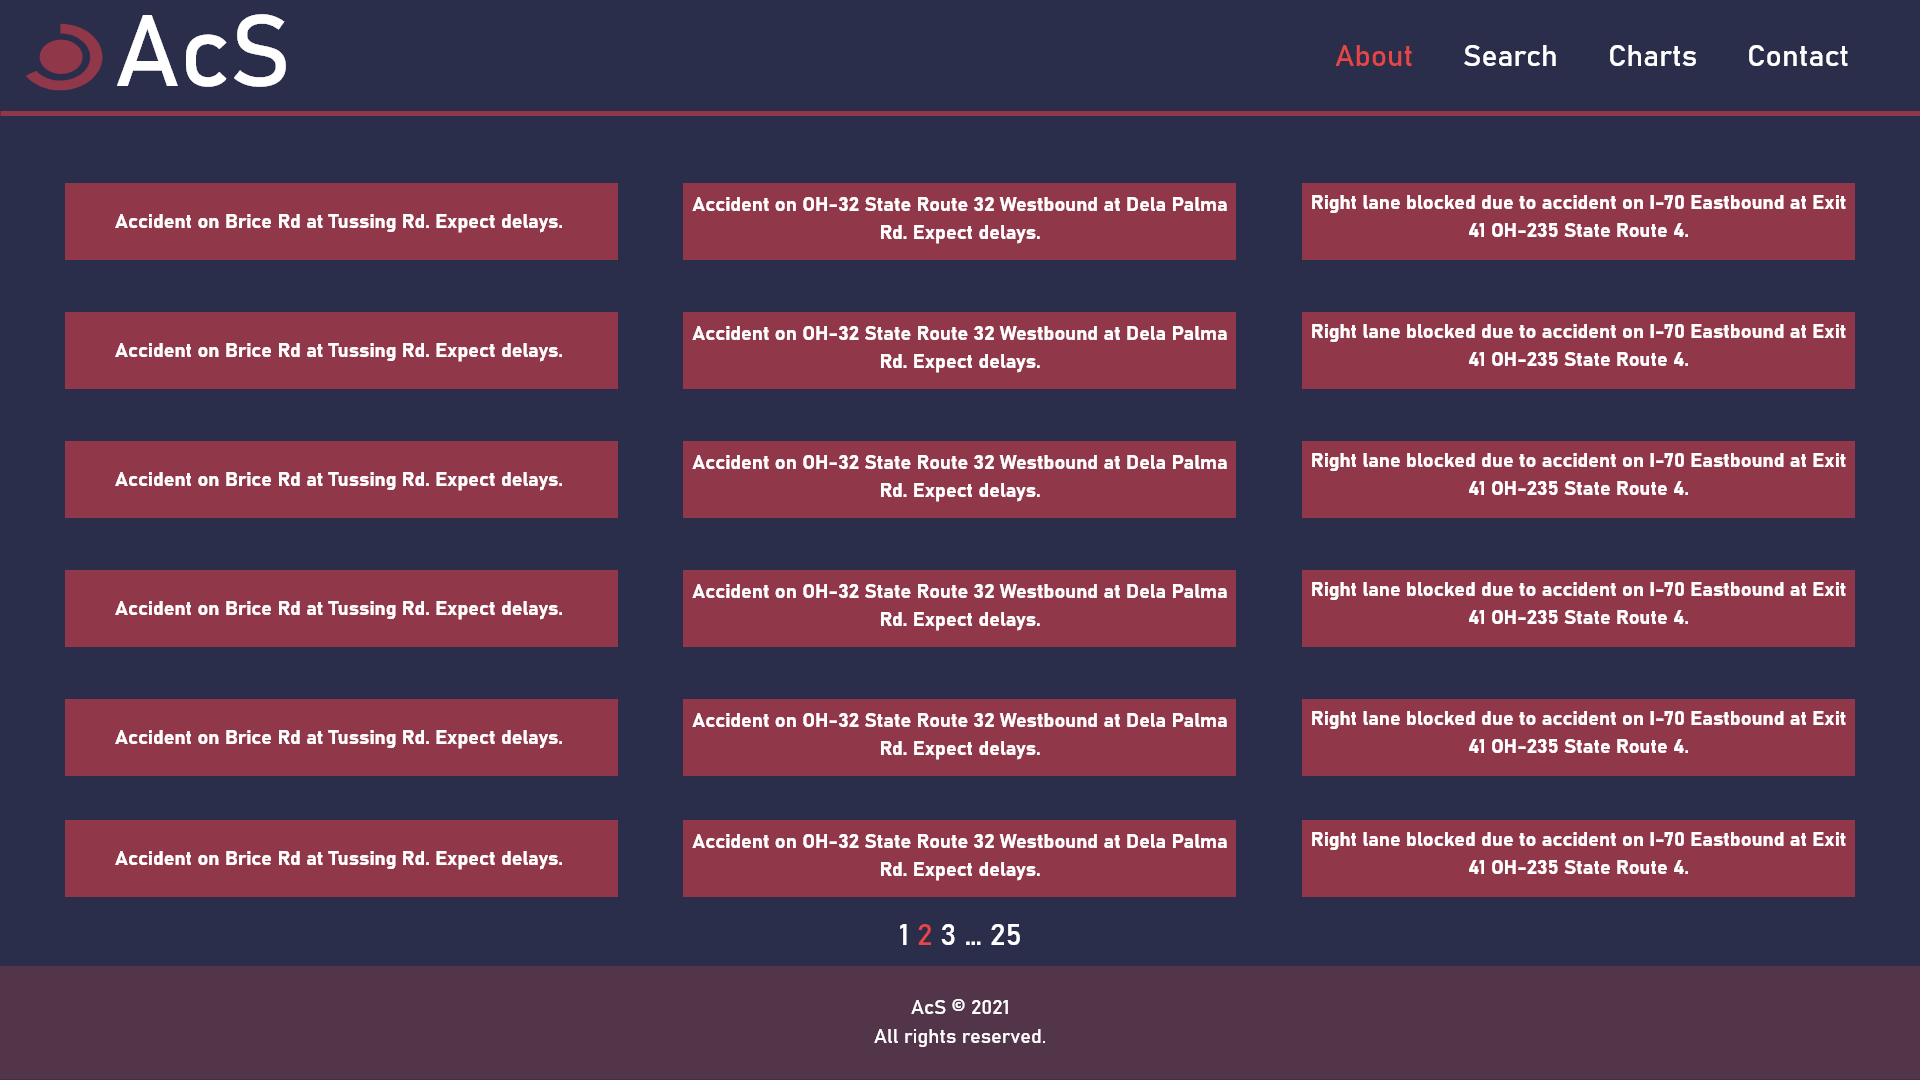 AcS
About Search Charts Contact
Accident on Brice Rd at Tussing Rd. Expect delays.
Accident on OH-32 State Route 32 Westbound at Dela Palma
Rd. Expect delays.
Right lane blocked due to accident on I-70 Eastbound at Exit
41 OH-235 State Route 4.
Accident on Brice Rd at Tussing Rd. Expect delays.
Accident on OH-32 State Route 32 Westbound at Dela Palma
Rd. Expect delays.
Right lane blocked due to accident on I-70 Eastbound at Exit
41 OH-235 State Route 4.
Accident on Brice Rd at Tussing Rd. Expect delays.
Accident on OH-32 State Route 32 Westbound at Dela Palma
Rd. Expect delays.
Right lane blocked due to accident on I-70 Eastbound at Exit
41 OH-235 State Route 4.
Accident on Brice Rd at Tussing Rd. Expect delays.
Accident on OH-32 State Route 32 Westbound at Dela Palma
Rd. Expect delays.
Right lane blocked due to accident on I-70 Eastbound at Exit
41 OH-235 State Route 4.
Accident on Brice Rd at Tussing Rd. Expect delays.
Accident on OH-32 State Route 32 Westbound at Dela Palma
Rd. Expect delays.
Right lane blocked due to accident on I-70 Eastbound at Exit
41 OH-235 State Route 4.
Accident on Brice Rd at Tussing Rd. Expect delays.
Accident on OH-32 State Route 32 Westbound at Dela Palma
Rd. Expect delays.
Right lane blocked due to accident on I-70 Eastbound at Exit
41 OH-235 State Route 4.
1 2 3 ... 25
AcS © 2021
All rights reserved.